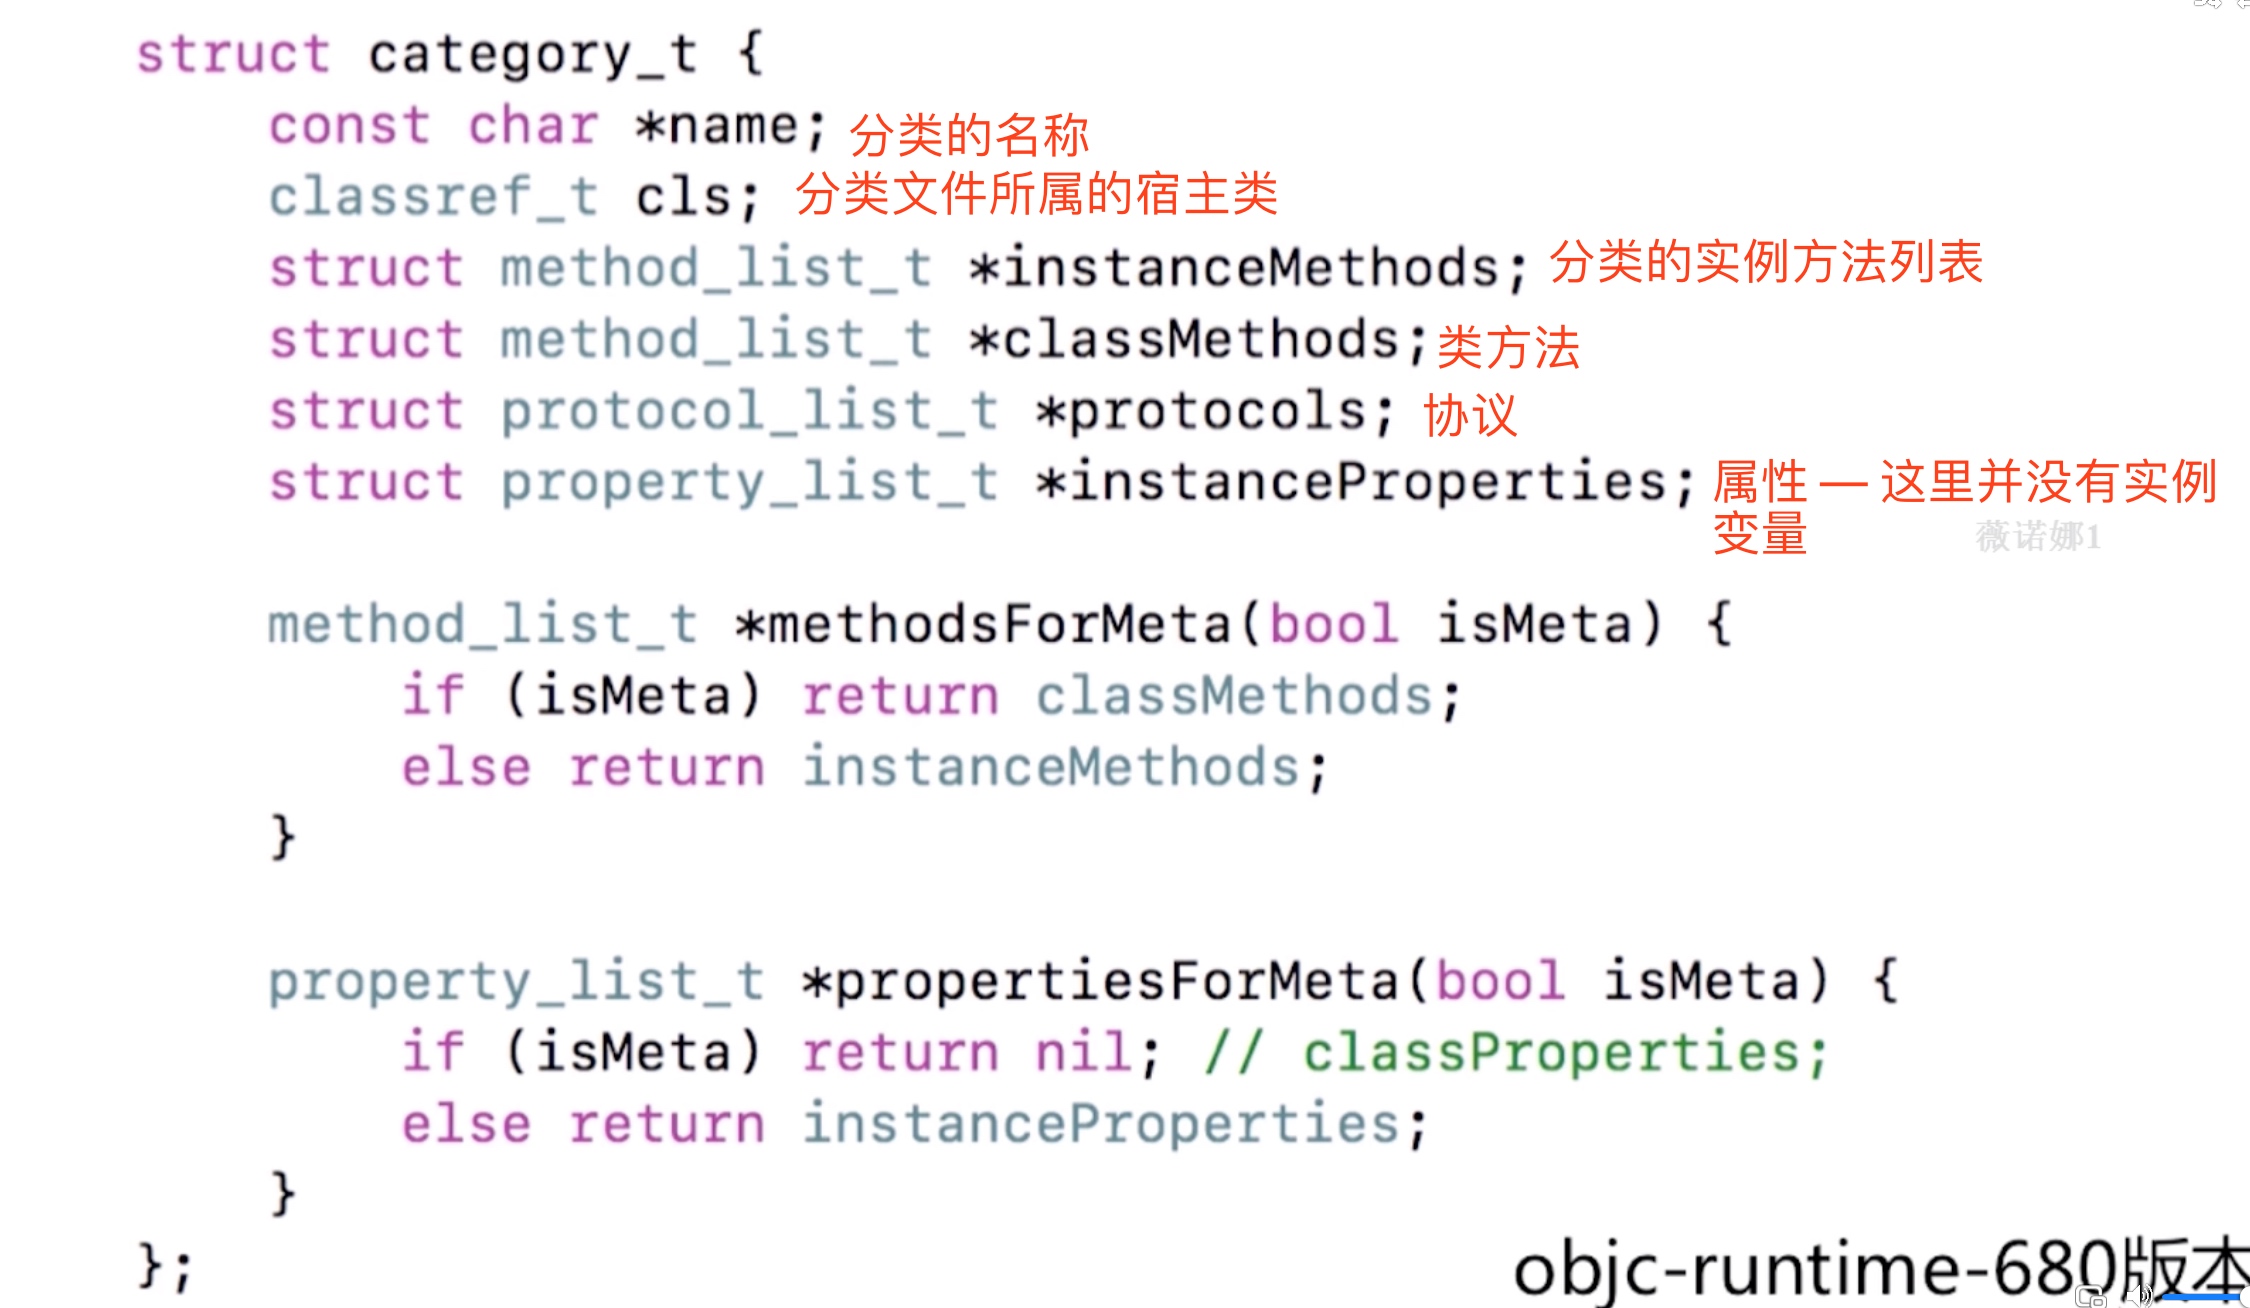 struct category_t {
const char *name; 分类的名称
classref_t cls; 分类文件所属的宿主类
struct method_list_t *instanceMethods; 分类的实例方法列表
struct method_list_t *classMethods; 类方法
struct protocol_list_t *protocols; 协议
struct property_list_t *instanceProperties; 属性 — 这里并没有实例
变量
薇诺娜1
method_list_t *methodsForMeta(bool isMeta) {
if (isMeta) return classMethods;
else return instanceMethods;
}
property_list_t *propertiesForMeta(bool isMeta) {
if (isMeta) return nil; // classProperties;
else return instanceProperties;
}
};
objc-runtime-680版本